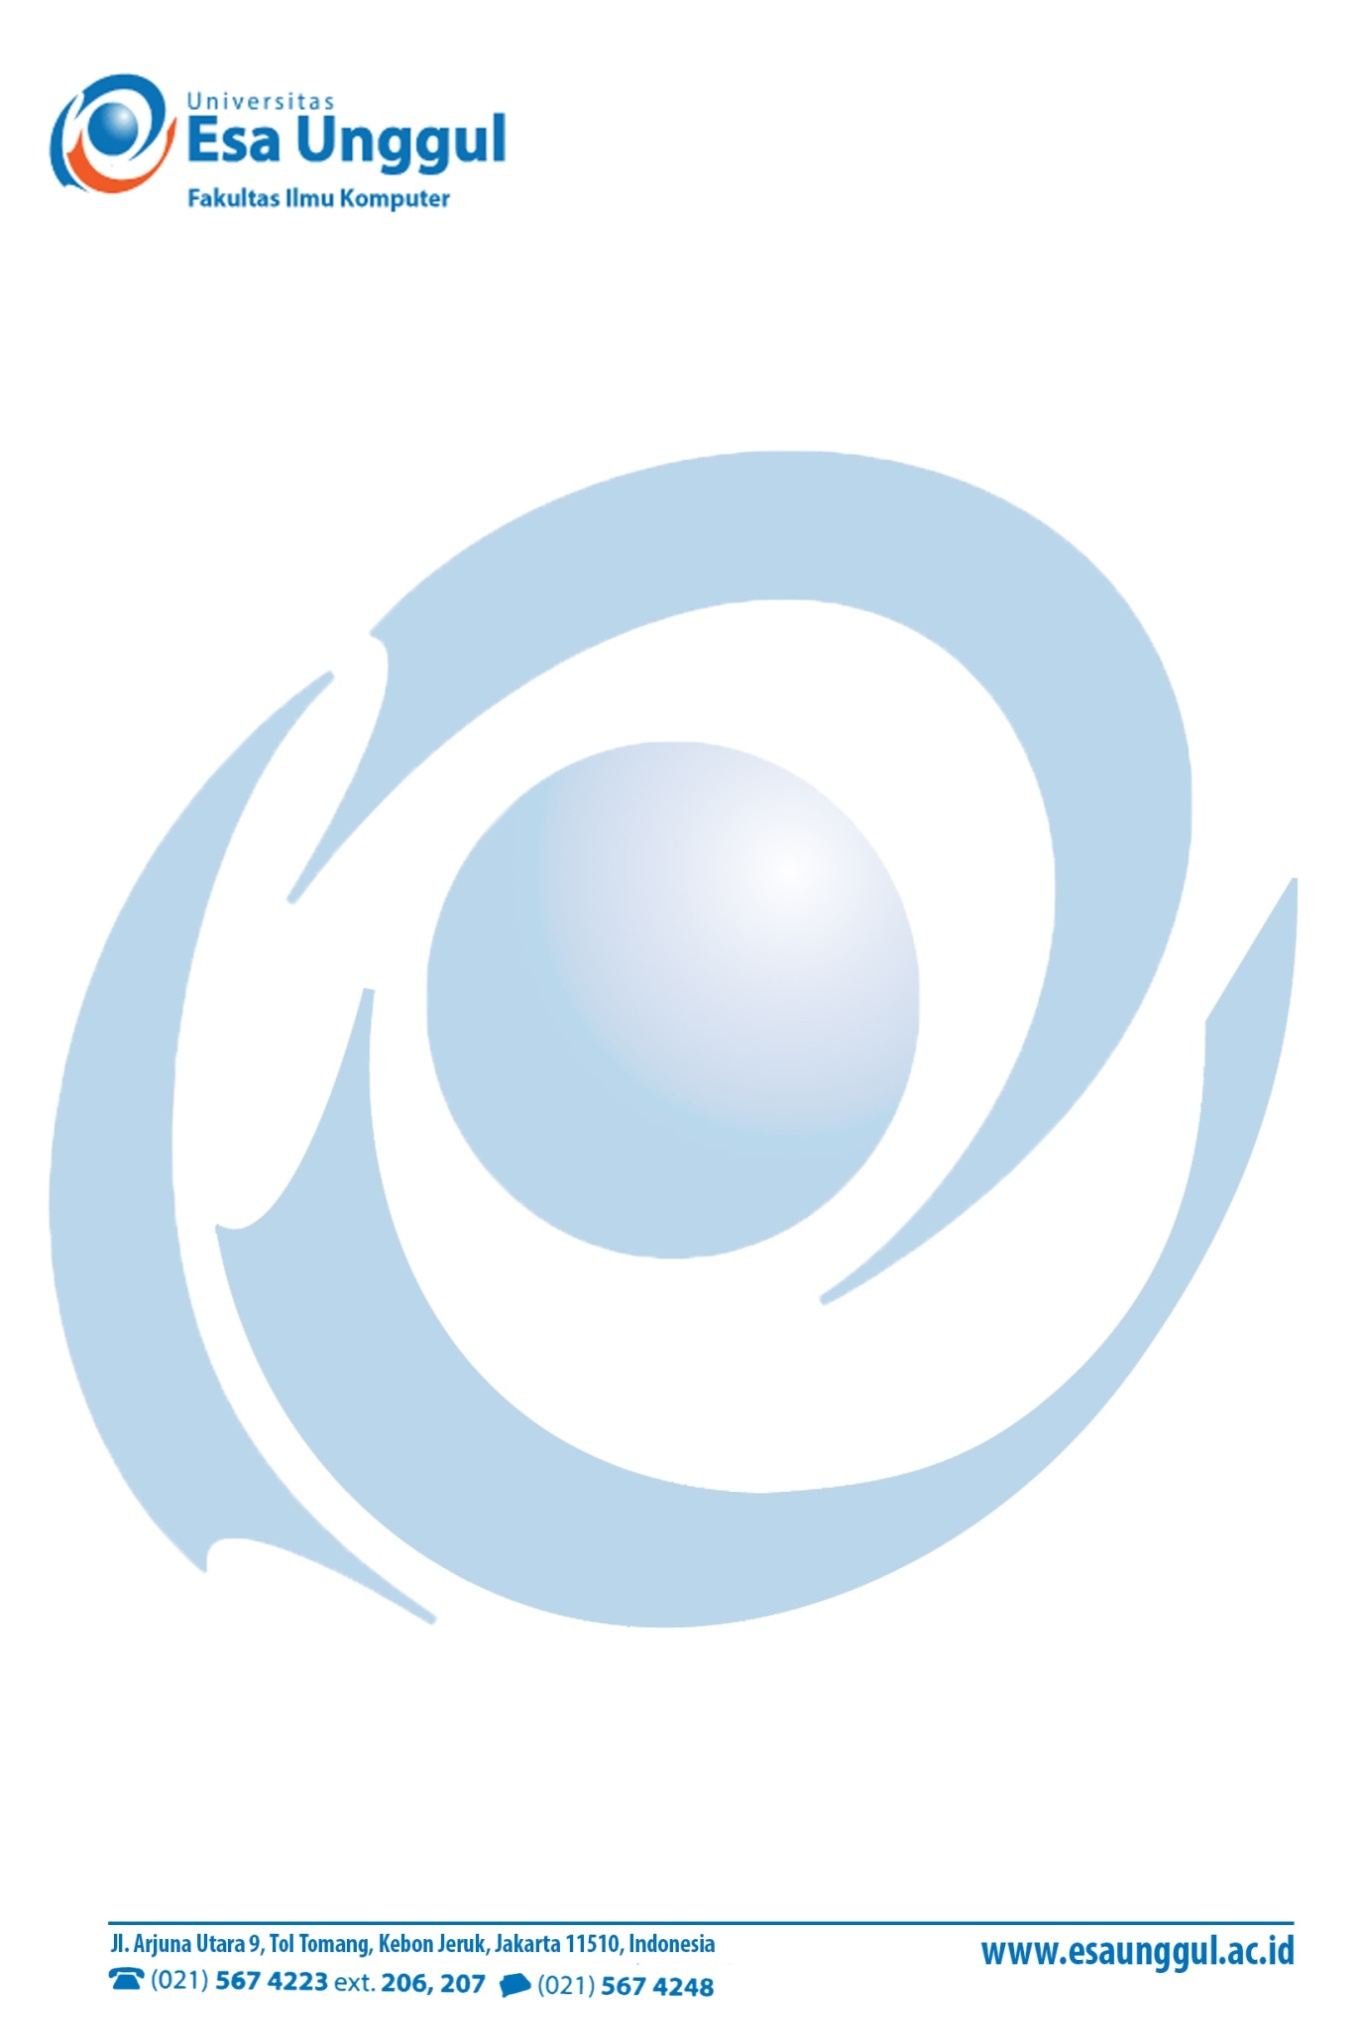 Universitas
Esa Unggul
Fakultas Ilmu Komputer
Jl. Arjuna Utara 9, Tol Tomang, Kebon Jeruk, Jakarta 11510, Indonesia
(021) 567 4223 ext. 206, 207 (021) 567 4248
www.esaunggul.ac.id